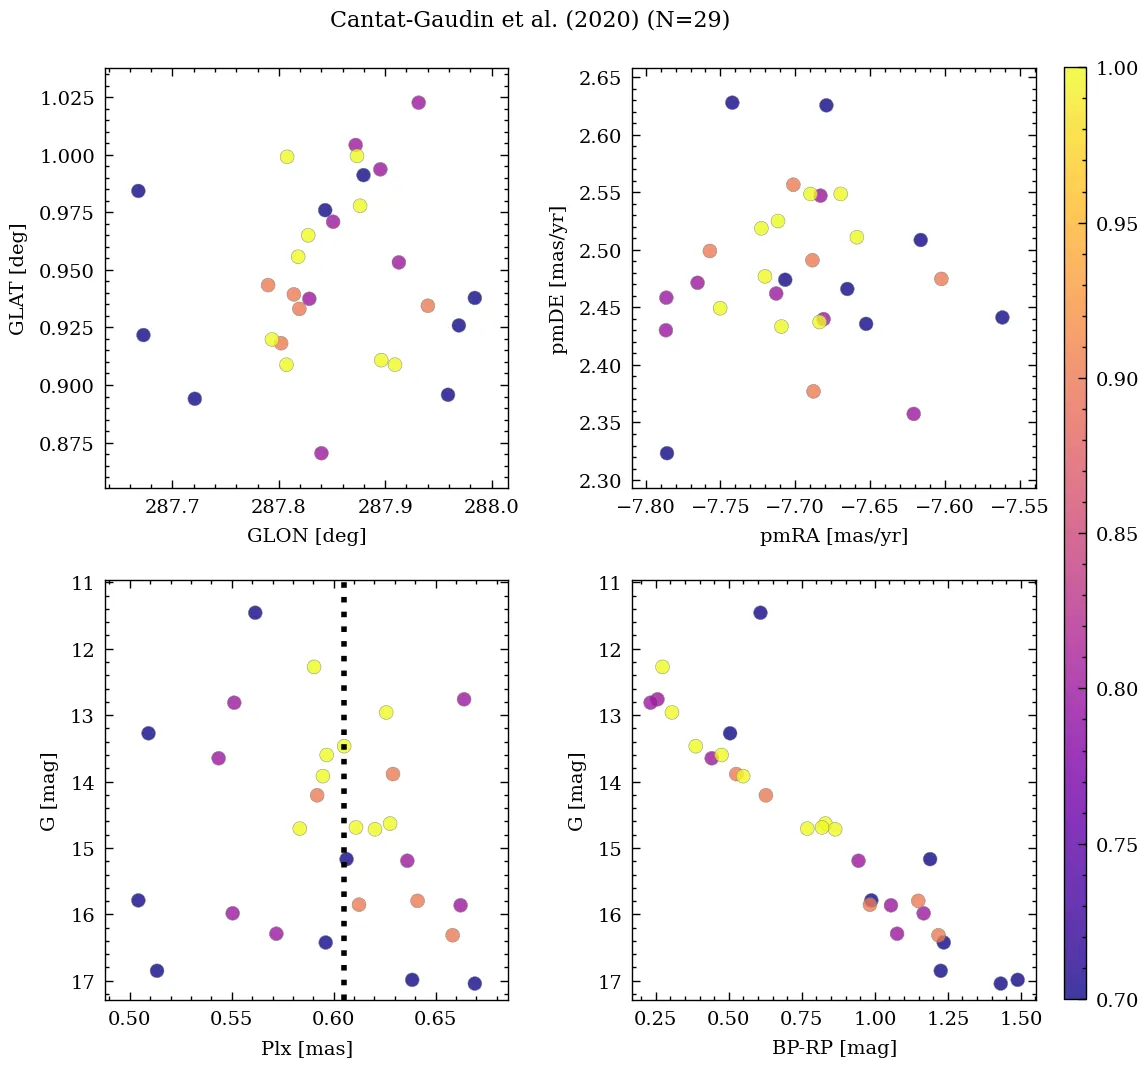 Cantat-Gaudin et al. (2020) (N=29)
1.025
1.000
0.975
0.950
0.925
0.900
0.875
GLAT [deg]
287.7 287.8 287.9 288.0
GLON [deg]
2.65
2.60
2.55
2.50
2.45
2.40
2.35
2.30
pmDE [mas/yr]
−7.80 −7.75 −7.70 −7.65 −7.60 −7.55
pmRA [mas/yr]
11
12
13
14
15
16
17
G [mag]
0.50 0.55 0.60 0.65
Plx [mas]
11
12
13
14
15
16
17
G [mag]
0.25 0.50 0.75 1.00 1.25 1.50
BP-RP [mag]
1.00
0.95
0.90
0.85
0.80
0.75
0.70